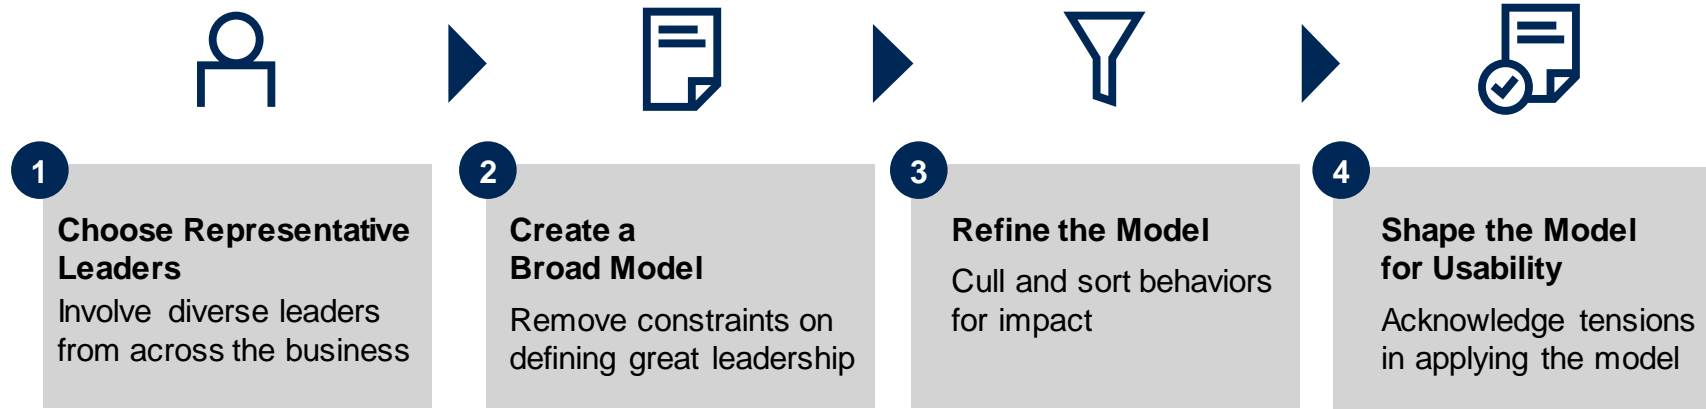 1
Choose Representative
Leaders
Involve diverse leaders
from across the business
2
Create a
Broad Model
Remove constraints on
defining great leadership
3
Refine the Model
Cull and sort behaviors
for impact
4
Shape the Model
for Usability
Acknowledge tensions
in applying the model